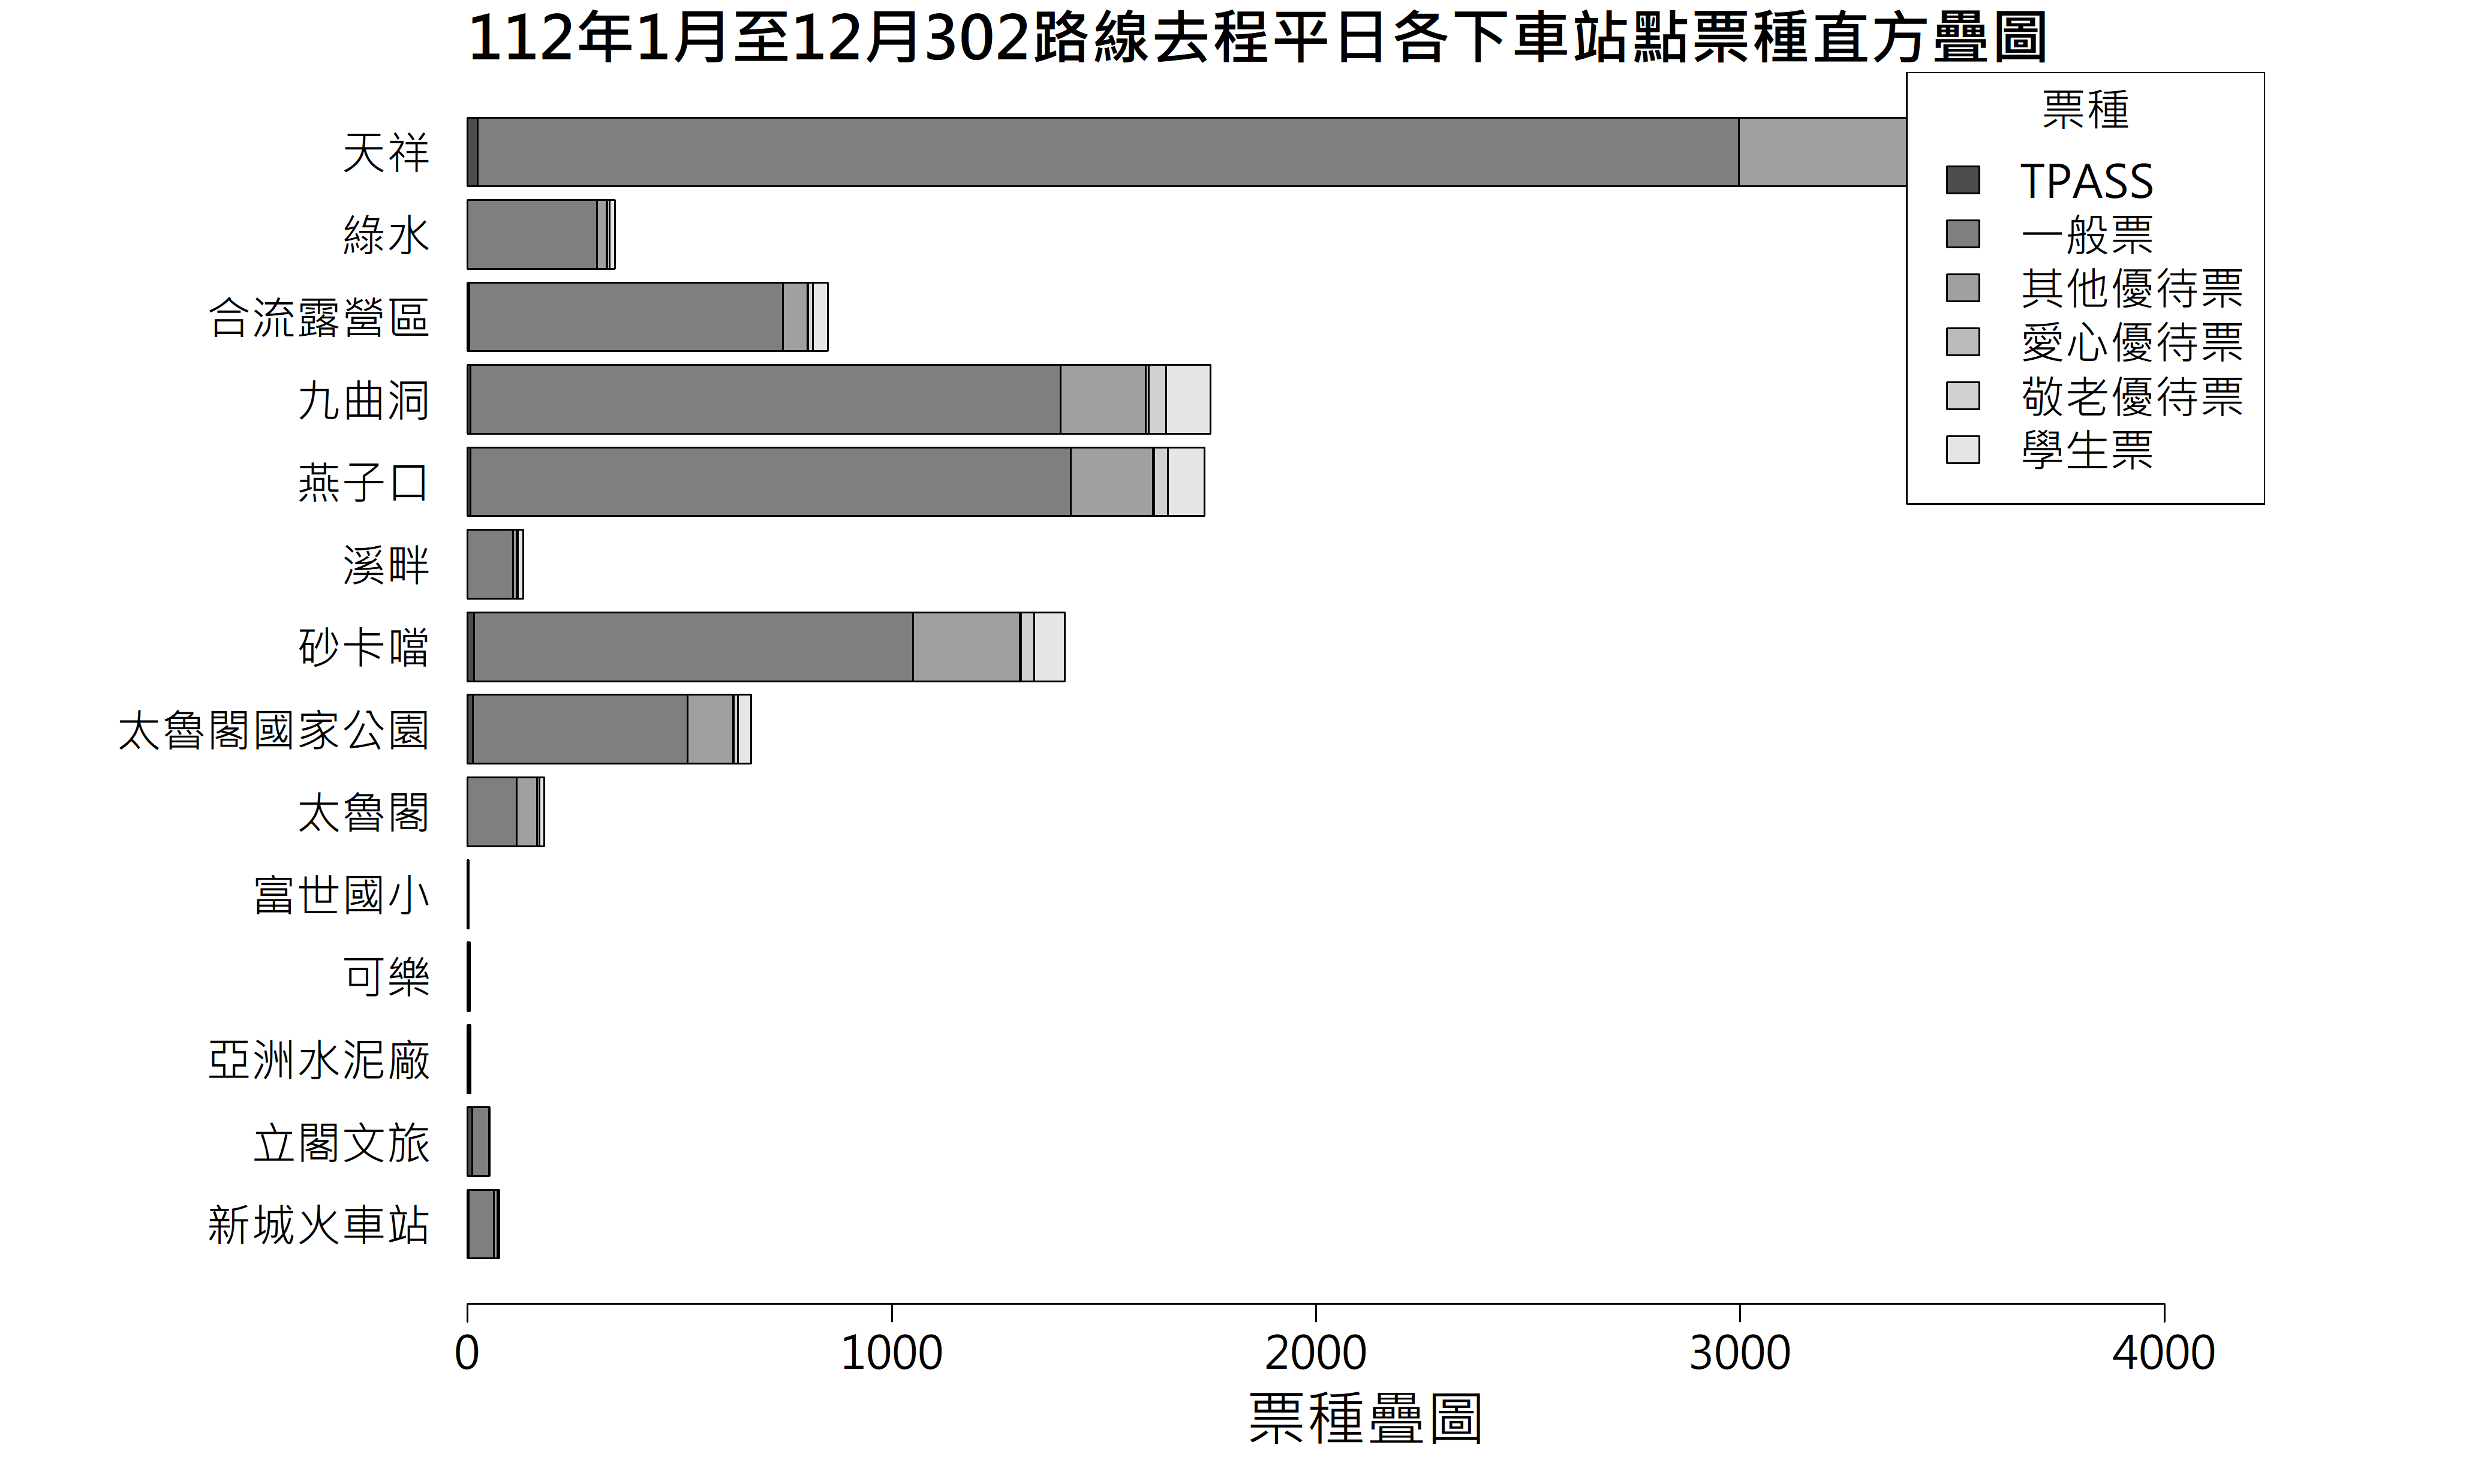 112年1月至12月302路線去程平日各下車站點票種直方疊圖
票種
TPASS
一般票
其他優待票
愛心優待票
敬老優待票
學生票
天祥
綠水
合流露營區
九曲洞
燕子口
溪畔
砂卡噹
太魯閣國家公園
太魯閣
富世國小
可樂
亞洲水泥廠
立閣文旅
新城火車站
0 1000 2000 3000 4000
票種疊圖